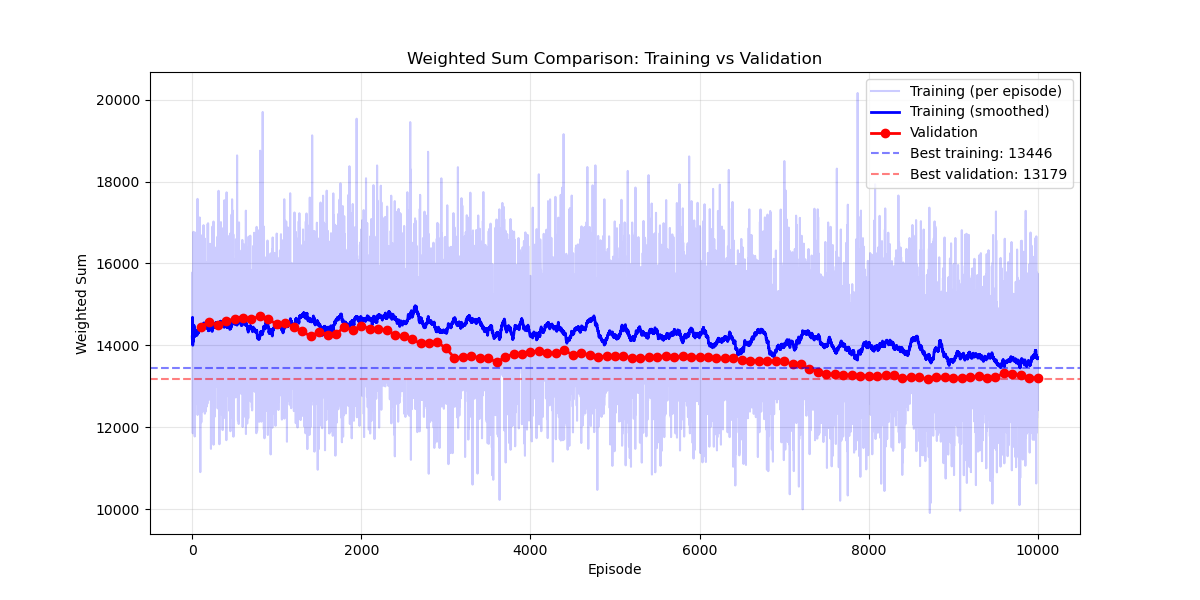 Weighted Sum Comparison: Training vs Validation
Training (per episode)
Training (smoothed)
Validation
Best training: 13446
Best validation: 13179
Weighted Sum
20000
18000
16000
14000
12000
10000
0 2000 4000 6000 8000 10000
Episode